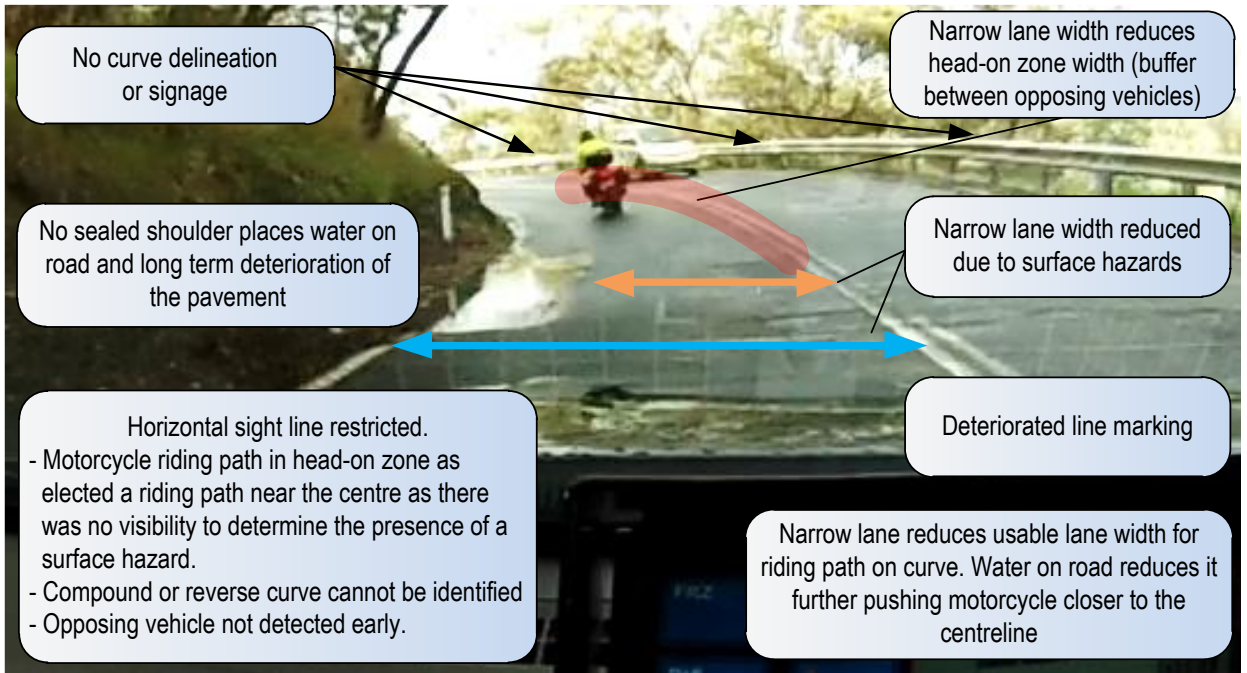 No curve delineation
or signage
Narrow lane width reduces
head-on zone width (buffer
between opposing vehicles)
No sealed shoulder places water on
road and long term deterioration of
the pavement
Narrow lane width reduced
due to surface hazards
Horizontal sight line restricted.
- Motorcycle riding path in head-on zone as
elected a riding path near the centre as there
was no visibility to determine the presence of a
surface hazard.
- Compound or reverse curve cannot be identified
- Opposing vehicle not detected early.
Deteriorated line marking
Narrow lane reduces usable lane width for
riding path on curve. Water on road reduces it
further pushing motorcycle closer to the
centreline